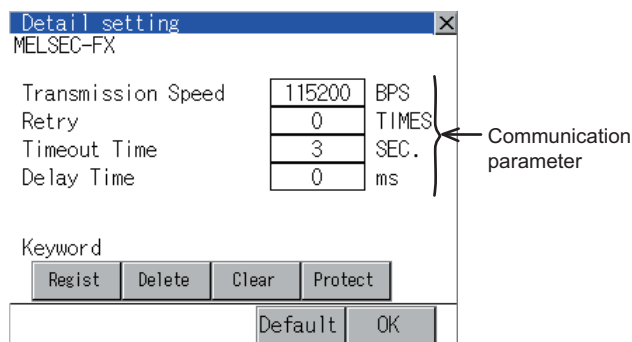 Detail setting
MELSEC-FX
Transmission Speed 115200 BPS
Retry 0 TIMES
Timeout Time 3 SEC.
Delay Time 0 ms
Communication
parameter
Keyword
Regist Delete Clear Protect
Default OK